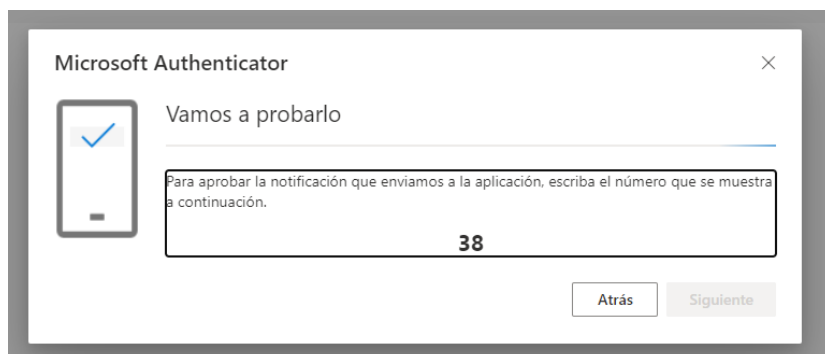 Microsoft Authenticator
Vamos a probarlo
Para aprobar la notificación que enviamos a la aplicación, escriba el número que se muestra
a continuación.
38
Atrás
Siguiente